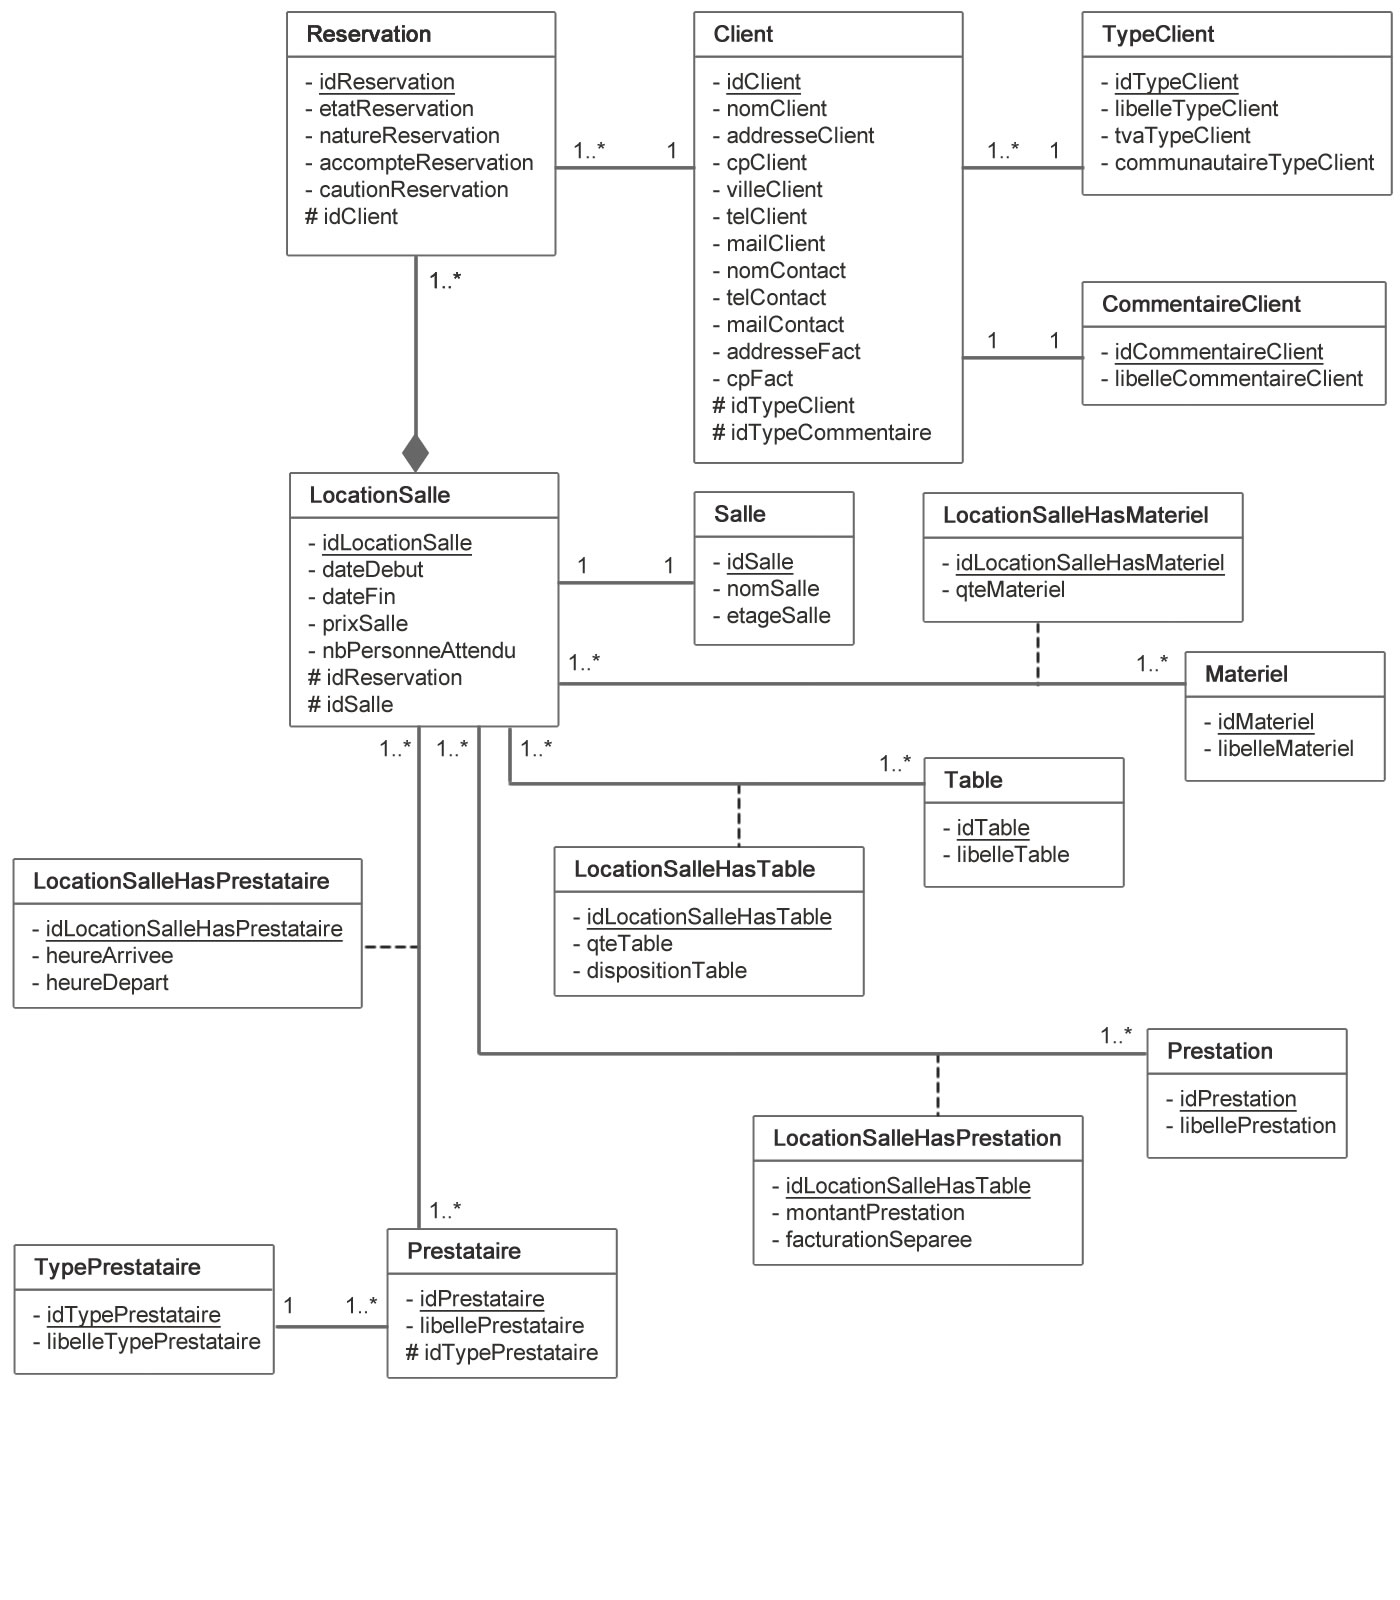 Reservation
- idReservation
- etatReservation
- natureReservation
- accompteReservation
- cautionReservation
# idClient
1..*
1
Client
- idClient
- nomClient
- addresseClient
- cpClient
- villeClient
- telClient
- mailClient
- nomContact
- telContact
- mailContact
- addresseFact
- cpFact
# idTypeClient
# idTypeCommentaire
1..*
1
TypeClient
- idTypeClient
- libelleTypeClient
- tvaTypeClient
- communautaireTypeClient
1
1
CommentaireClient
- idCommentaireClient
- libelleCommentaireClient
1..*
LocationSalle
- idLocationSalle
- dateDebut
- dateFin
- prixSalle
- nbPersonneAttendu
# idReservation
# idSalle
1
1
Salle
- idSalle
- nomSalle
- etageSalle
LocationSalleHasMateriel
- idLocationSalleHasMateriel
- qteMateriel
1..*
1..*
Materiel
- idMateriel
- libelleMateriel
1..*
1..*
1..*
1..*
Table
- idTable
- libelleTable
LocationSalleHasPrestataire
- idLocationSalleHasPrestataire
- heureArrivee
- heureDepart
LocationSalleHasTable
- idLocationSalleHasTable
- qteTable
- dispositionTable
1..*
Prestation
- idPrestation
- libellePrestation
LocationSalleHasPrestation
- idLocationSalleHasTable
- montantPrestation
- facturationSeparee
1..*
TypePrestataire
- idTypePrestataire
- libelleTypePrestataire
1
1..*
Prestataire
- idPrestataire
- libellePrestataire
# idTypePrestataire